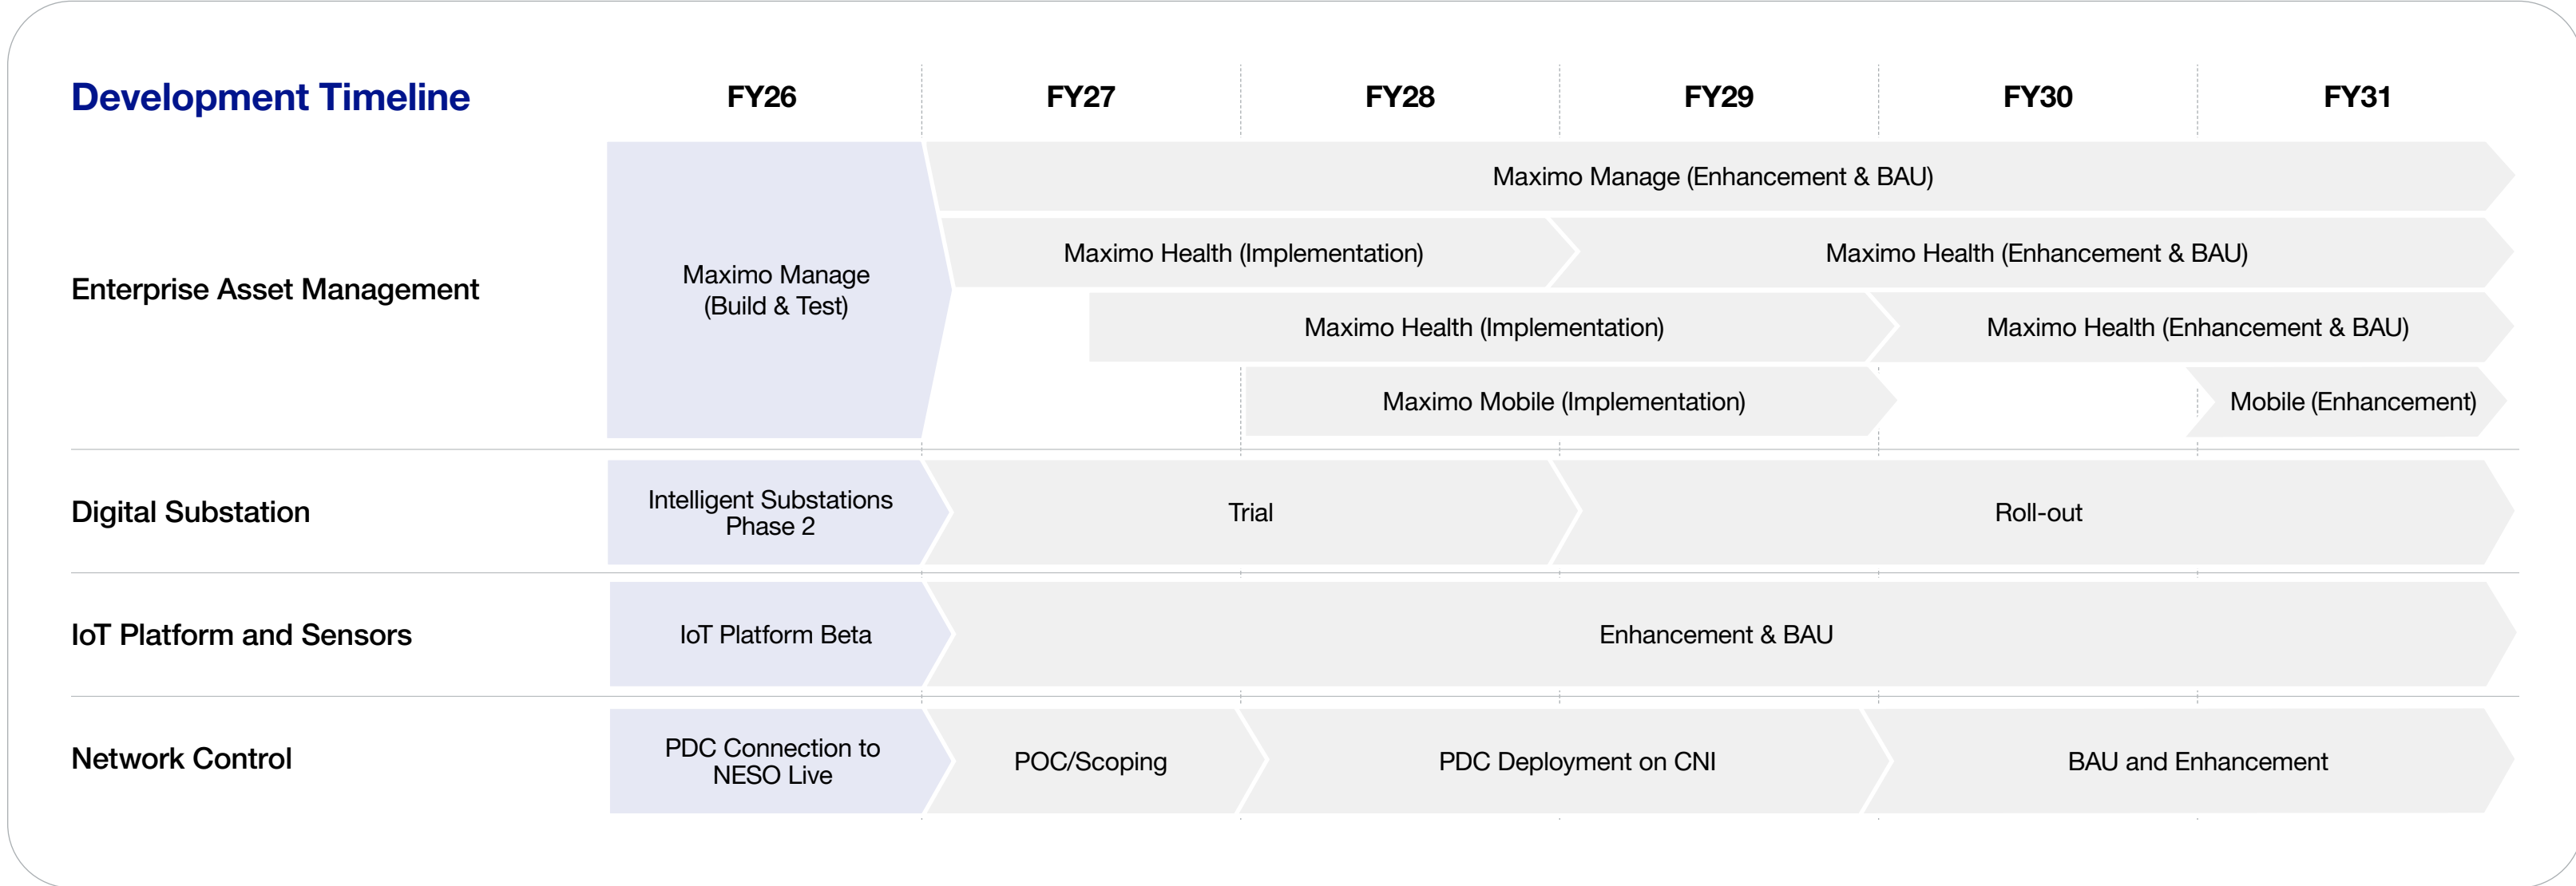 Development Timeline
FY26
FY27
FY28
FY29
FY30
FY31
Enterprise Asset Management
Maximo Manage
(Build & Test)
Maximo Manage (Enhancement & BAU)
Maximo Health (Implementation)
Maximo Health (Enhancement & BAU)
Maximo Health (Implementation)
Maximo Health (Enhancement & BAU)
Maximo Mobile (Implementation)
Mobile (Enhancement)
Digital Substation
Intelligent Substations
Phase 2
Trial
Roll-out
IoT Platform and Sensors
IoT Platform Beta
Enhancement & BAU
Network Control
PDC Connection to
NESO Live
POC/Scoping
PDC Deployment on CNI
BAU and Enhancement